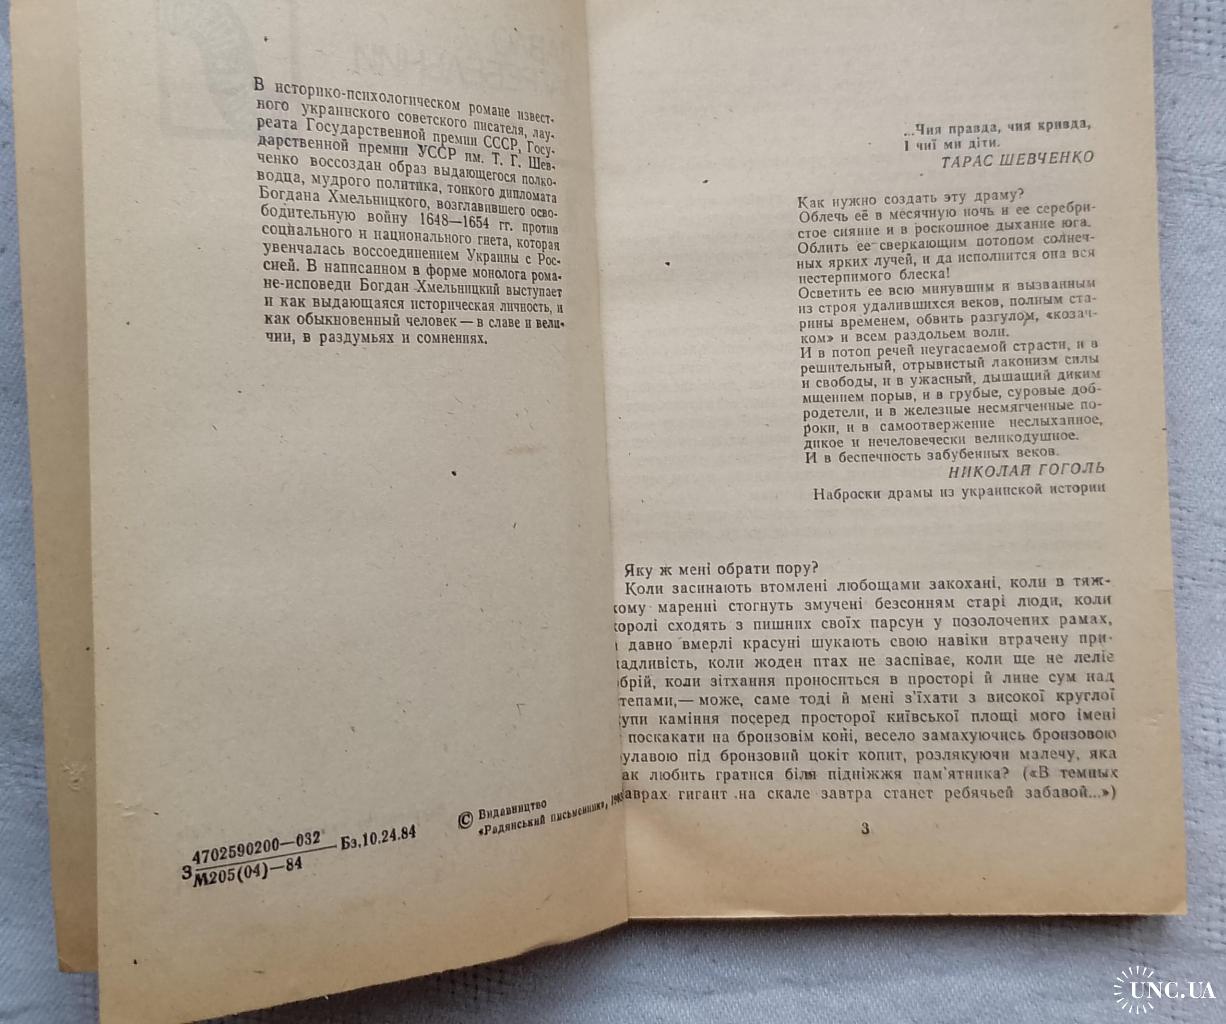 В историко-психологическом романе извест-
ного украинского советского писателя, лау-
реата Государственной премии СССР, Госу-
дарственной премии УССР им. Т. Г. Шев-
ченко воссоздан образ выдающегося полко-
водца, мудрого политика, тонкого дипломата
Богдана Хмельницкого, возглавившего осво-
бодительную войну 1648—1654 гг. против
социального и национального гнета, которая
увенчалась воссоединением Украины с Рос-
сией. В написанном в форме монолога рома-
не-исповеди Богдан Хмельницкий выступает
и как выдающаяся историческая личность, и
как обыкновенный человек — в славе и вели-
чии, в раздумьях и сомнениях.
З 4702590200—032 Бз.10.24.84
М205(04)—84
© Видавництво
«Радянський письменник»,
...Чия правда, чия кривда,
І чиї ми діти.
ТАРАС ШЕВЧЕНКО
Как нужно создать эту драму?
Облечь её в месячную ночь и ее серебри-
стое сияние и в роскошное дыхание юга.
Облить ее сверкающим потопом солнеч-
ных ярких лучей, и да исполнится она вся
нестерпимого блеска!
Осветить ее всю минувшим и вызванным
из строя удалившихся веков, полным ста-
рины временем, обвить разгулом, «козач-
ком» и всем раздольем воли.
И в потоп речей неугасаемой страсти, и в
решительный, отрывистый лаконизм силы
и свободы, и в ужасный, дышащий диким
мщением порыв, и в грубые, суровые доб-
родетели, и в железные несмягченные по-
роки, и в самоотвержение неслыханное,
дикое и нечеловечески великодушное.
И в беспечность забубенных веков.
НИКОЛАЙ ГОГОЛЬ
Наброски драмы из украинской истории
Яку ж мені обрати пору?
Коли засинають втомлені любощами закохані, коли в тяж-
кому маренні стогнуть змучені безсонням старі люди, коли
королі сходять з пишних своїх парсун у позолочених рамах,
давно вмерлі красуні шукають свою навіки втрачену при-
вадливість, коли жоден птах не заспіває, коли ще не леліє
обрій, коли зітхання проноситься в просторі й лине сум над
степами,— може, саме тоді й мені з'їхати з високої круглої
купи каміння посеред просторої київської площі мого імені
поскакати на бронзовім коні, весело замахуючись бронзовою
булавою під бронзовий цокіт копит, розлякуючи малечу, яка
так любить гратися біля підніжжя пам'ятника? («В темных
лаврах гигант на скале завтра станет ребячьей забавой...»)
3
UNC.UA